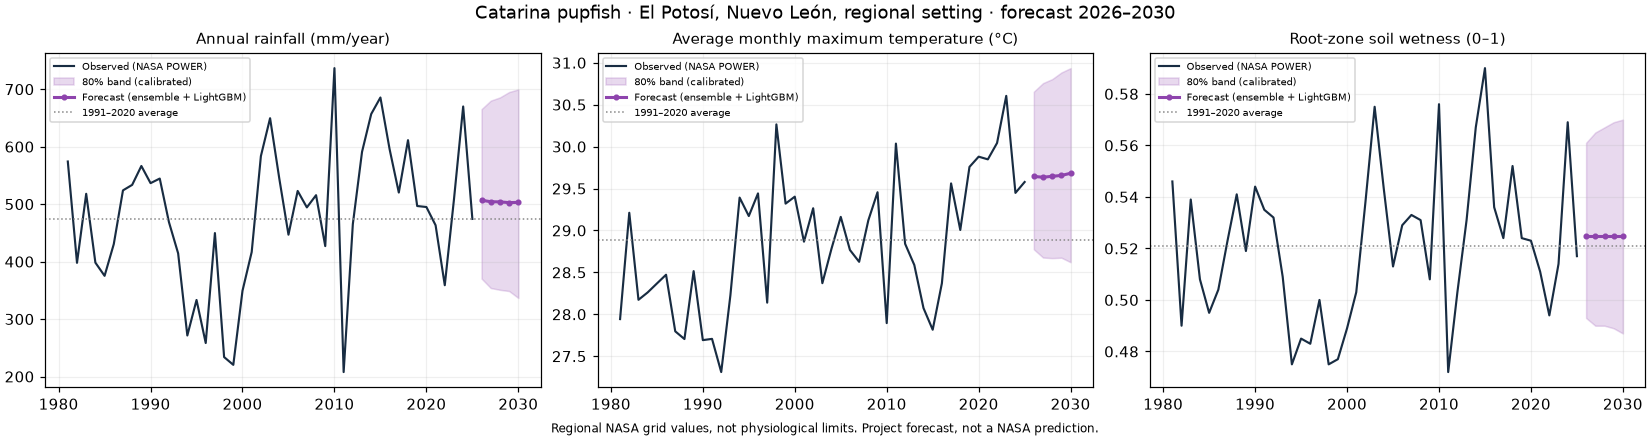 Catarina pupfish · El Potosí, Nuevo León, regional setting · forecast 2026–2030
Annual rainfall (mm/year)
Observed (NASA POWER)
80% band (calibrated)
Forecast (ensemble + LightGBM)
1991–2020 average
700
600
500
400
300
200
1980 1990 2000 2010 2020 2030
Average monthly maximum temperature (°C)
Observed (NASA POWER)
80% band (calibrated)
Forecast (ensemble + LightGBM)
1991–2020 average
31.0
30.5
30.0
29.5
29.0
28.5
28.0
27.5
1980 1990 2000 2010 2020 2030
Root-zone soil wetness (0–1)
Observed (NASA POWER)
80% band (calibrated)
Forecast (ensemble + LightGBM)
1991–2020 average
0.58
0.56
0.54
0.52
0.50
0.48
1980 1990 2000 2010 2020 2030
Regional NASA grid values, not physiological limits. Project forecast, not a NASA prediction.